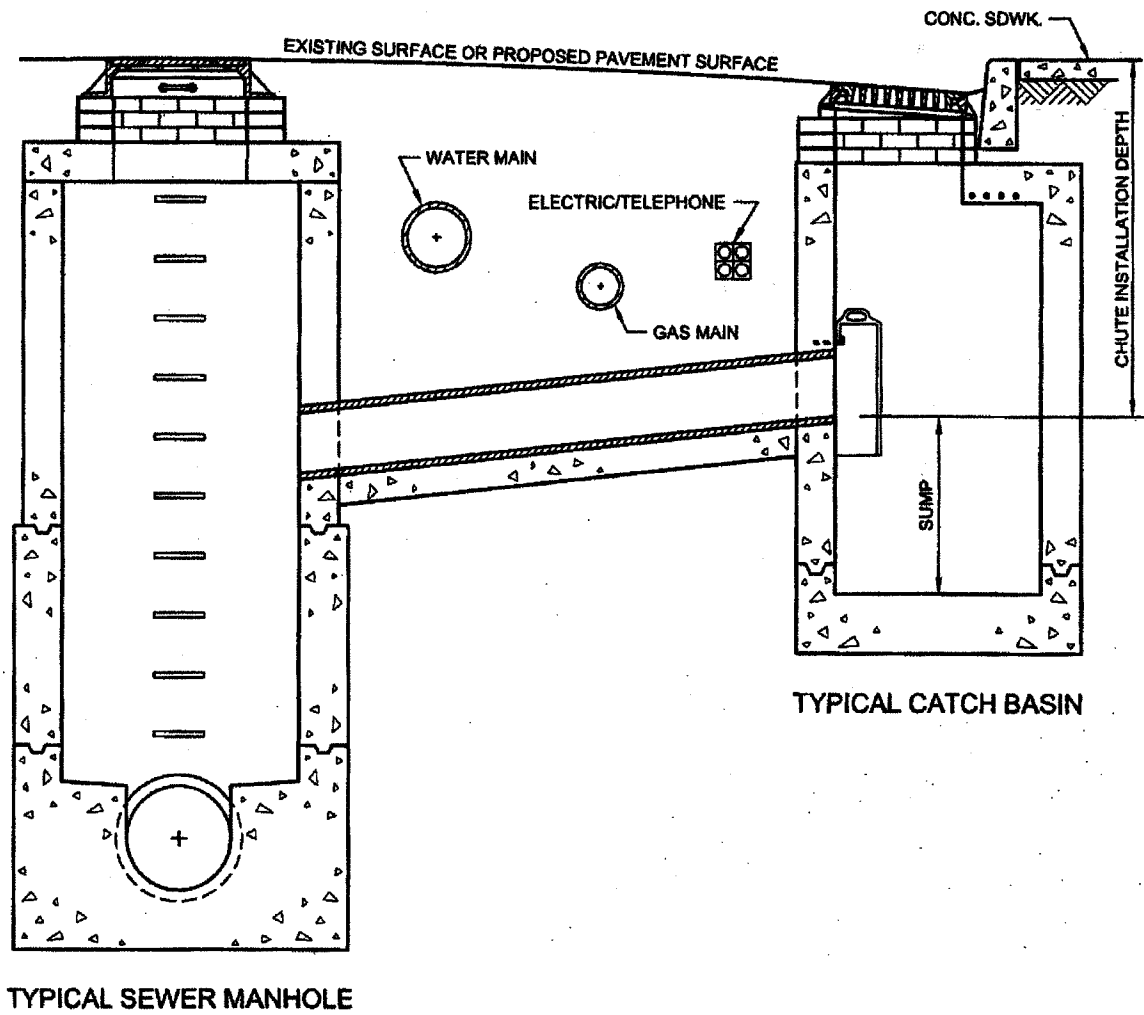 CONC. SDWK.
EXISTING SURFACE OR PROPOSED PAVEMENT SURFACE
WATER MAIN
ELECTRIC/TELEPHONE
GAS MAIN
CHUTE INSTALLATION DEPTH
SUMP
TYPICAL CATCH BASIN
TYPICAL SEWER MANHOLE